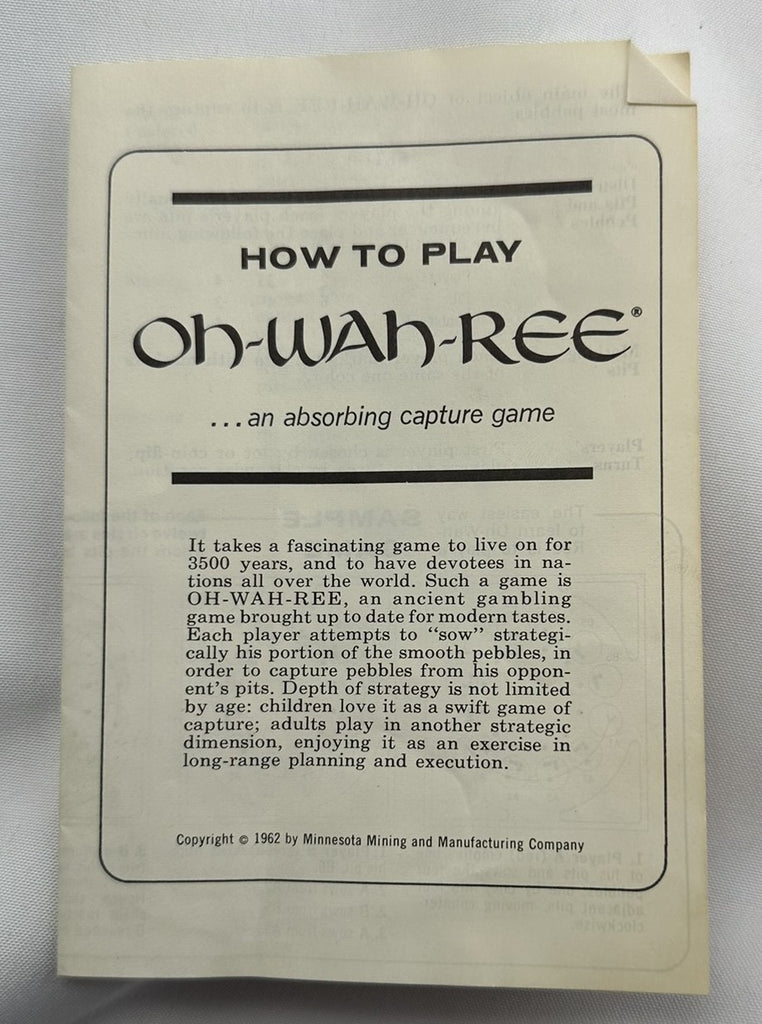 HOW TO PLAY
Oh-WAh-REE®
...an absorbing capture game
It takes a fascinating game to live on for
3500 years, and to have devotees in na-
tions all over the world. Such a game is
OH-WAH-REE, an ancient gambling
game brought up to date for modern tastes.
Each player attempts to "sow" strategi-
cally his portion of the smooth pebbles, in
order to capture pebbles from his oppon-
ent's pits. Depth of strategy is not limited
by age: children love it as a swift game of
capture; adults play in another strategic
dimension, enjoying it as an exercise in
long-range planning and execution.
Copyright © 1962 by Minnesota Mining and Manufacturing Company